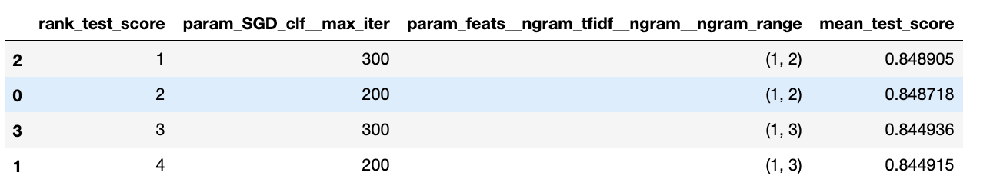 rank_test_score param_SGD_clf__max_iter param_feats__ngram_tfidf__ngram__ngram_range mean_test_score
2 1 300 (1, 2) 0.848905
0 2 200 (1, 2) 0.848718
3 3 300 (1, 3) 0.844936
1 4 200 (1, 3) 0.844915